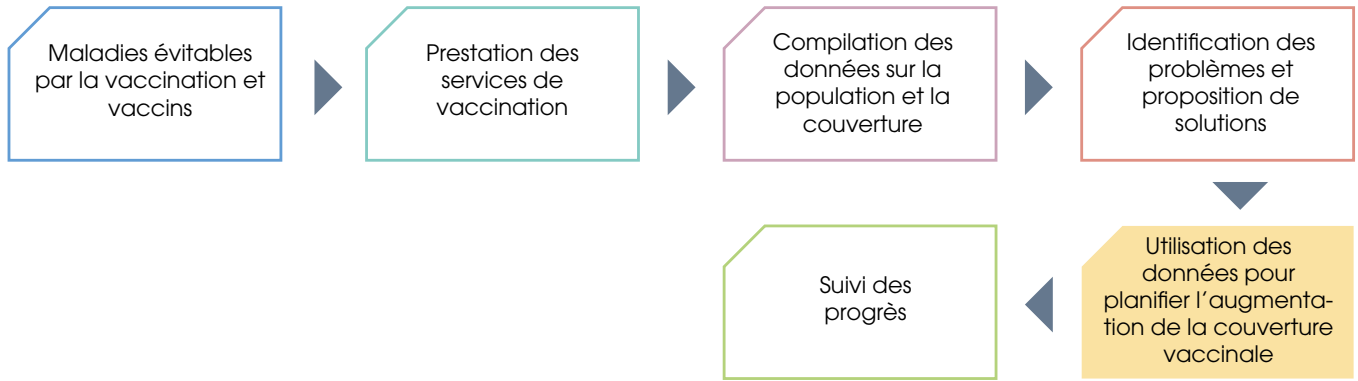 Maladies évitables
par la vaccination et
vaccins
Prestation des
services de
vaccination
Compilation des
données sur la
population et la
couverture
Identification des
problèmes et
proposition de
solutions
Utilisation des
données pour
planifier l’augmenta-
tion de la couverture
vaccinale
Suivi des
progrès